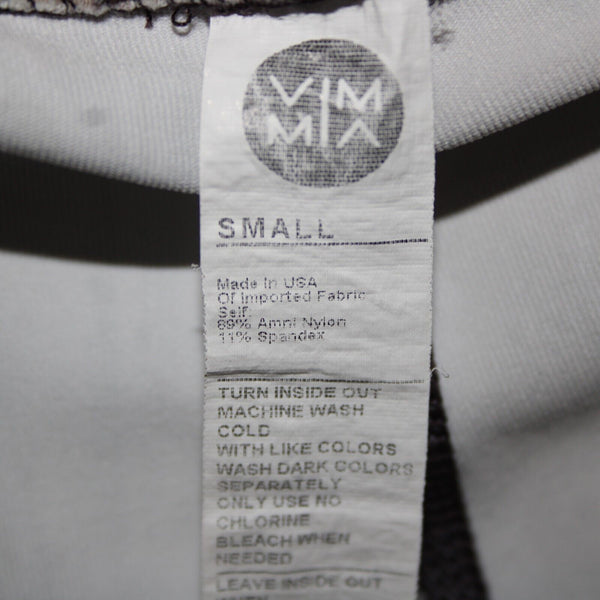 VIM
MIA
SMALL
Made In USA
Of Imported Fabric
Self:
89% Amni Nylon
11% Spandex
TURN INSIDE OUT
MACHINE WASH
COLD
WITH LIKE COLORS
WASH DARK COLORS
SEPARATELY
ONLY USE NO
CHLORINE
BLEACH WHEN
NEEDED
LEAVE INSIDE OUT
WHEN